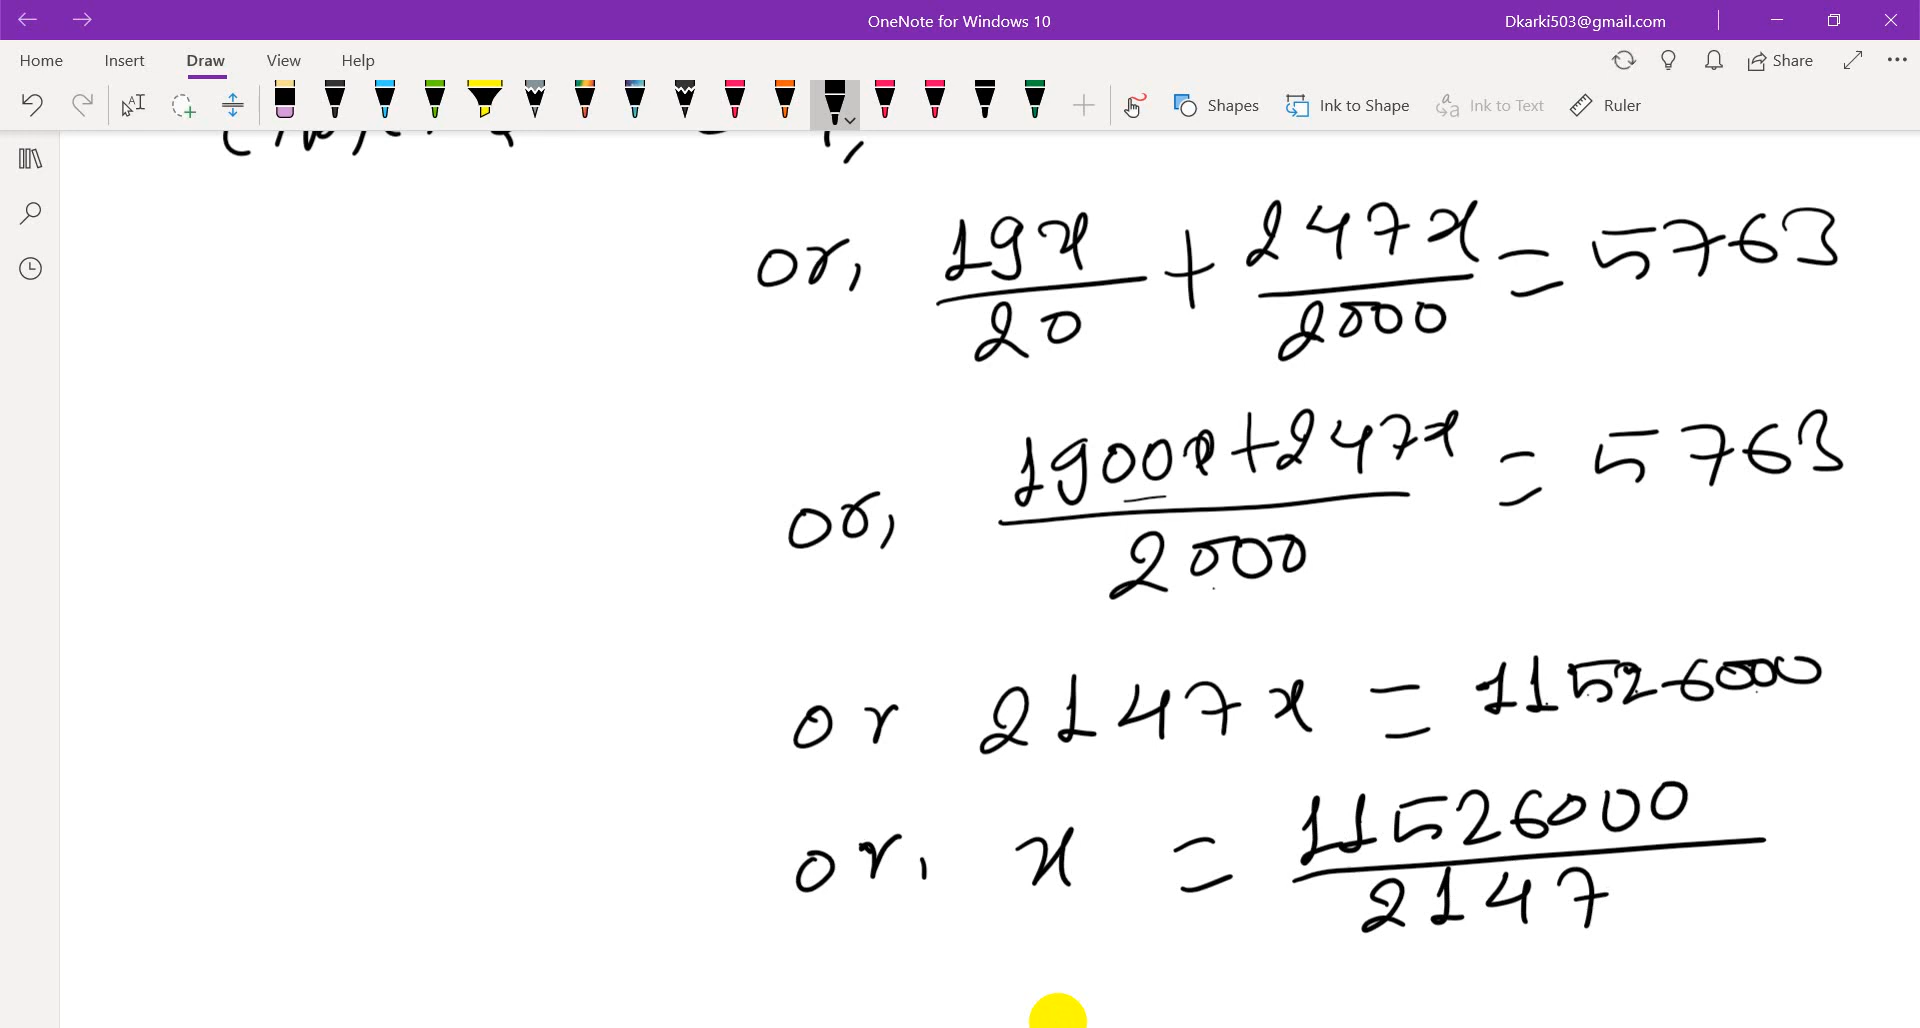 OneNote for Windows 10
Dkarki503@gmail.com
Home Insert Draw View Help
Share
Shapes Ink to Shape Ink to Text Ruler
or, 19x/20 + 247x/2000 = 5763
or, 1900x+247x/2000 = 5763
or 2147x = 11526000
or, x = 11526000/2147